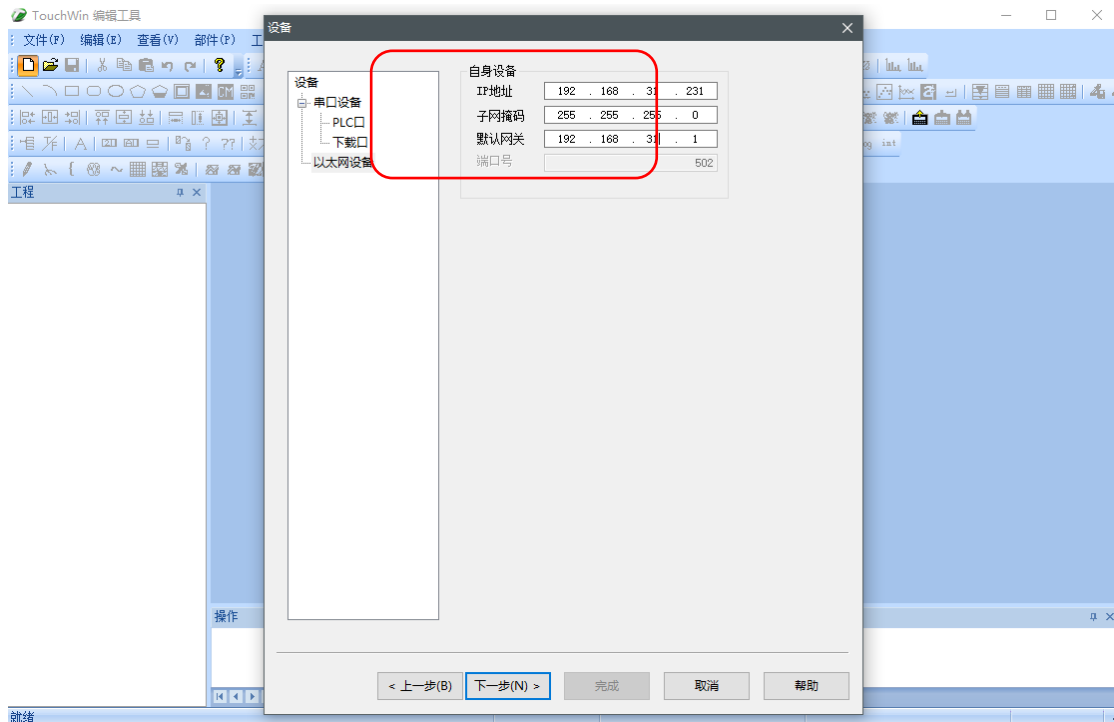 TouchWin 编辑工具
文件(F) 编辑(E) 查看(V) 部件(P) 工
设备
设备
串口设备
PLC口
下载口
以太网设备
自身设备
IP地址 192 . 168 . 31 . 231
子网掩码 255 . 255 . 255 . 0
默认网关 192 . 168 . 31 . 1
端口号 502
工程
操作
< 上一步(B) 下一步(N) > 完成 取消 帮助
就绪